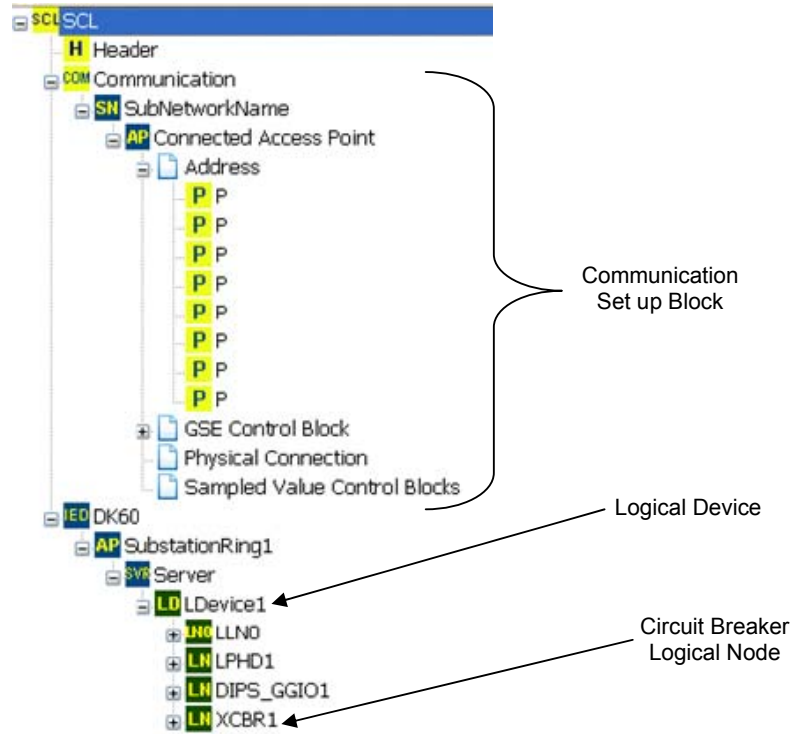 SCL SCL
H Header
COM Communication
SN SubNetworkName
AP Connected Access Point
Address
P P
P P
P P
P P
P P
P P
P P
P P
GSE Control Block
Physical Connection
Sampled Value Control Blocks
Communication
Set up Block
IED DK60
AP SubstationRing1
SVR Server
LD LDevice1
Logical Device
LN0 LLN0
LN LPHD1
LN DIPS_GGIO1
LN XCBR1
Circuit Breaker
Logical Node